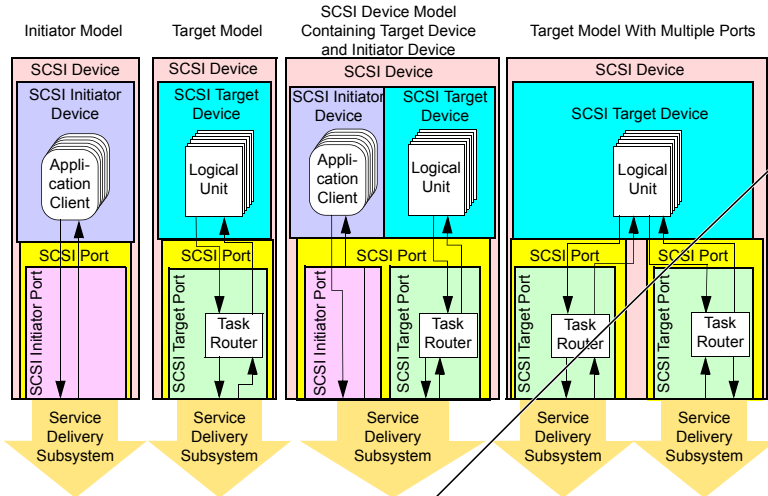 Initiator Model
SCSI Device
SCSI Initiator
Device
Appli-
cation
Client
SCSI Port
SCSI Initiator Port
Service
Delivery
Subsystem
Target Model
SCSI Device
SCSI Target
Device
Logical
Unit
SCSI Port
SCSI Target Port
Task
Router
Service
Delivery
Subsystem
SCSI Device Model
Containing Target Device
and Initiator Device
SCSI Device
SCSI Initiator
Device
Appli-
cation
Client
SCSI Target
Device
Logical
Unit
SCSI Port
SCSI Initiator Port
SCSI Target Port
Task
Router
Service
Delivery
Subsystem
Target Model With Multiple Ports
SCSI Device
SCSI Target Device
Logical
Unit
SCSI Port
SCSI Target Port
Task
Router
SCSI Port
SCSI Target Port
Task
Router
Service
Delivery
Subsystem
Service
Delivery
Subsystem